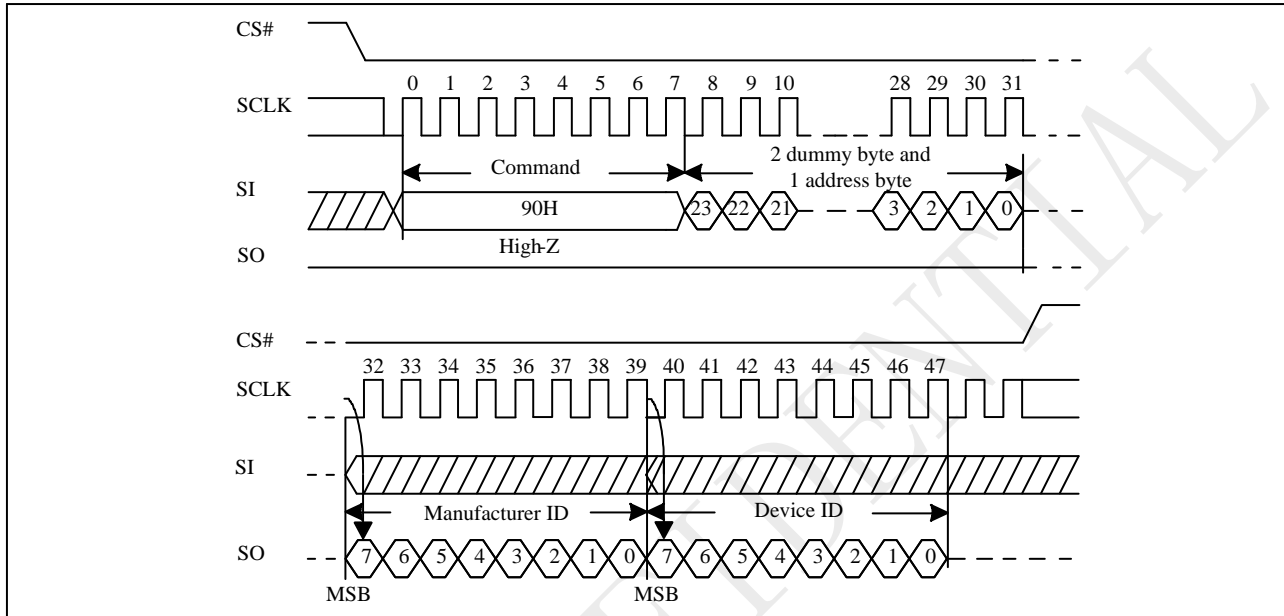 CS#
0 1 2 3 4 5 6 7 8 9 10 28 29 30 31
SCLK
Command
2 dummy byte and
1 address byte
SI
90H 23 22 21 3 2 1 0
High-Z
SO
CS#
32 33 34 35 36 37 38 39 40 41 42 43 44 45 46 47
SCLK
SI
Manufacturer ID Device ID
SO 7 6 5 4 3 2 1 0 7 6 5 4 3 2 1 0
MSB MSB
IDENTIAL